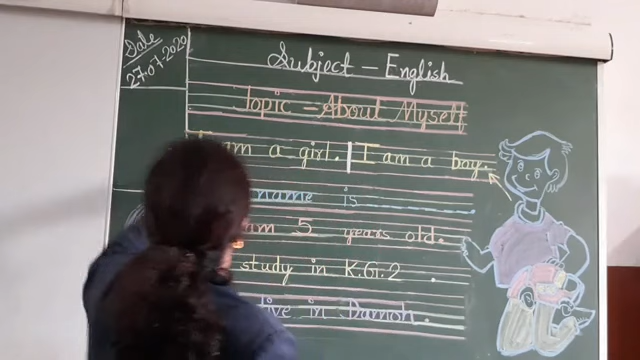 Date
27.07.2020
Subject - English
Topic - About Myself
am a girl. | I am a boy.
name is
am 5 years old.
study in K.G.2.
live in Damoh.